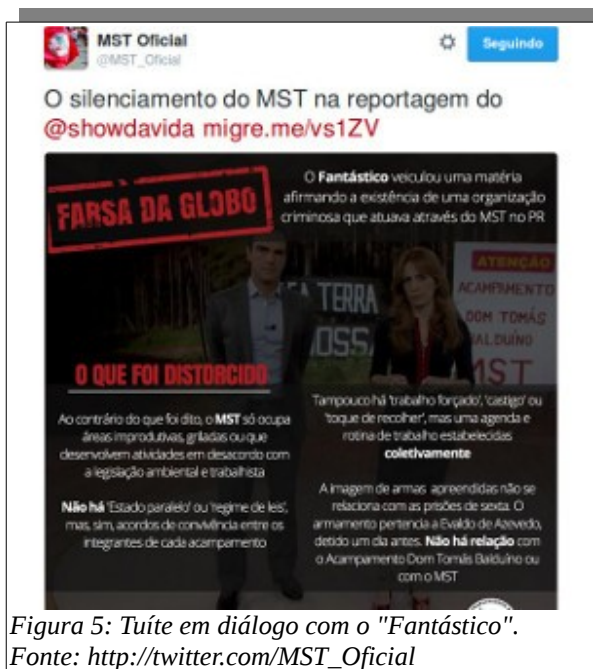 MST Oficial
@MST_Oficial
Seguindo
O silenciamento do MST na reportagem do
@showdavida migre.me/vs1ZV
FARSA DA GLOBO
O Fantástico veiculou uma matéria
afirmando a existência de uma organização
criminosa que atuava através do MST no PR
TERRA
ATENÇÃO
ACAMPAMENTO
DOM TOMÁS
BALDUÍNO
MST
O QUE FOI DISTORCIDO
Ao contrário do que foi dito, o MST só ocupa
áreas improdutivas, griladas ou que
desenvolvem atividades em desacordo com
a legislação ambiental e trabalhista
Não há 'Estado paralelo' ou 'regime de leis',
mas, sim, acordos de convivência entre os
integrantes de cada acampamento
Tampouco há 'trabalho forçado', 'castigo' ou
'toque de recolher', mas uma agenda e
rotina de trabalho estabelecidas
coletivamente
A imagem de armas apreendidas não se
relaciona com as prisões de sexta. O
armamento pertencia a Evaldo de Azevedo,
detido um dia antes. Não há relação com
o Acampamento Dom Tomás Balduíno ou
com o MST
Figura 5: Tuíte em diálogo com o "Fantástico".
Fonte: http://twitter.com/MST_Oficial